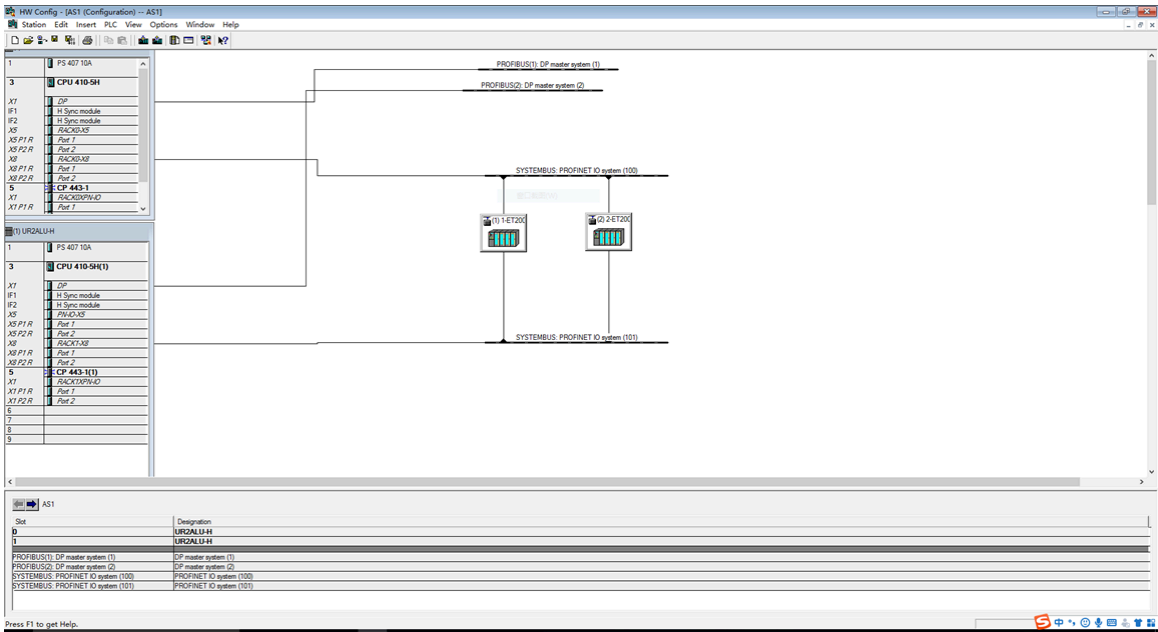 HW Config - [AS1 (Configuration) -- AS1]
Station Edit Insert PLC View Options Window Help
1 PS 407 10A
3 CPU 410-5H
X1 DP
IF1 H Sync module
IF2 H Sync module
X5 RACK0-X5
X5 P1 R Port 1
X5 P2 R Port 2
X8 RACK0-X8
X8 P1 R Port 1
X8 P2 R Port 2
5 CP 443-1
X1 RACK0XPN-IO
X1 P1 R Port 1
(1) UR2ALU-H
1 PS 407 10A
3 CPU 410-5H(1)
X1 DP
IF1 H Sync module
IF2 H Sync module
X5 PN-IO-X5
X5 P1 R Port 1
X5 P2 R Port 2
X8 RACK1-X8
X8 P1 R Port 1
X8 P2 R Port 2
5 CP 443-1(1)
X1 RACK1XPN-IO
X1 P1 R Port 1
X1 P2 R Port 2
6
7
8
9
PROFIBUS(1): DP master system (1)
PROFIBUS(2): DP master system (2)
SYSTEMBUS: PROFINET IO system (100)
(1) 1-ET200
(2) 2-ET200
SYSTEMBUS: PROFINET IO system (101)
AS1
Slot Designation
0 UR2ALU-H
1 UR2ALU-H
PROFIBUS(1): DP master system (1) DP master system (1)
PROFIBUS(2): DP master system (2) DP master system (2)
SYSTEMBUS: PROFINET IO system (100) PROFINET IO system (100)
SYSTEMBUS: PROFINET IO system (101) PROFINET IO system (101)
Press F1 to get Help.
中